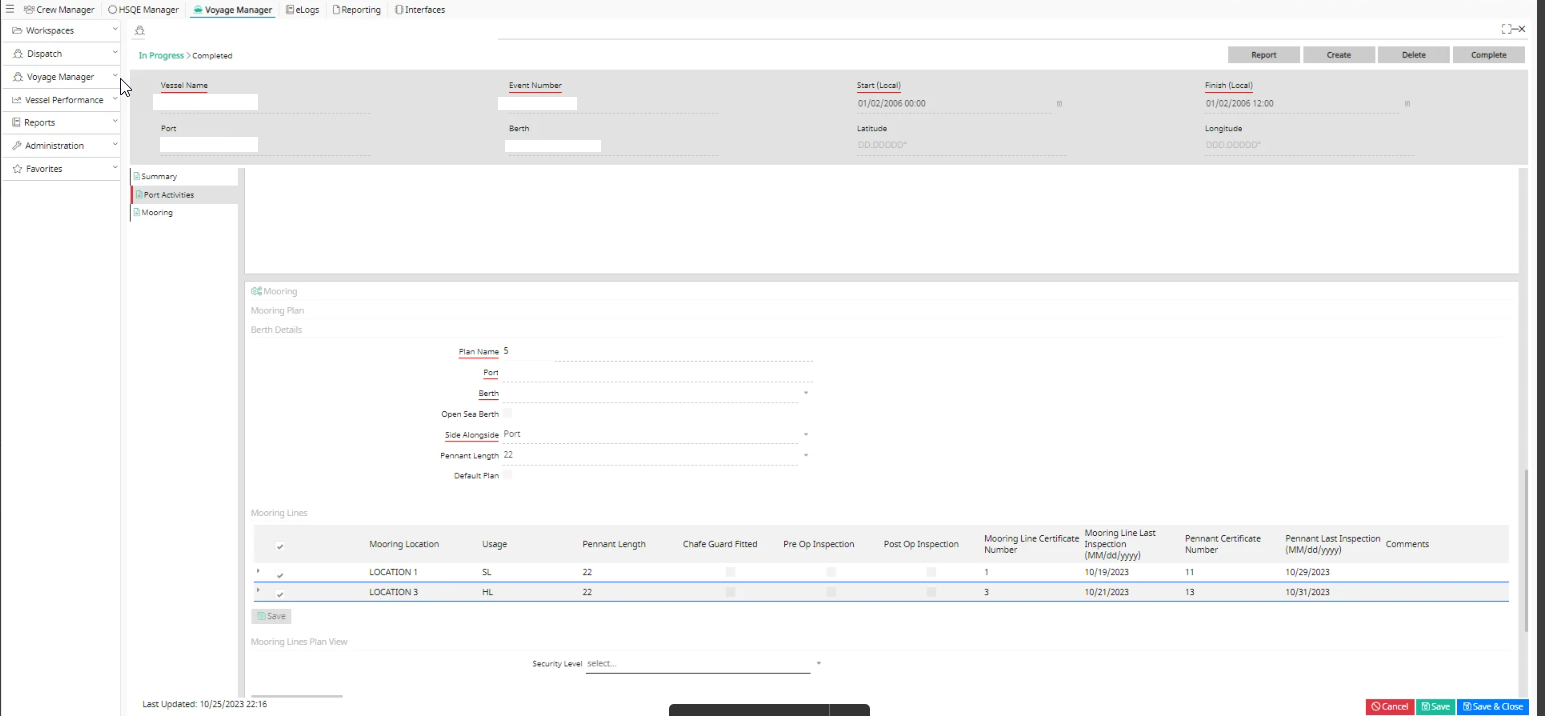 Crew Manager HSQE Manager Voyage Manager eLogs Reporting Interfaces
Workspaces
Dispatch
Voyage Manager
Vessel Performance
Reports
Administration
Favorites
In Progress > Completed
Report Create Delete Complete
Vessel Name Event Number Start (Local) Finish (Local)
01/02/2006 00:00 01/02/2006 12:00
Port Berth Latitude Longitude
DD.DDDDD° DDD.DDDDD°
Summary
Port Activities
Mooring
Mooring
Mooring Plan
Berth Details
Plan Name 5
Port
Berth
Open Sea Berth
Side Alongside Port
Pennant Length 22
Default Plan
Mooring Lines
Mooring Location Usage Pennant Length Chafe Guard Fitted Pre Op Inspection Post Op Inspection Mooring Line Certificate Number Mooring Line Last Inspection (MM/dd/yyyy) Pennant Certificate Number Pennant Last Inspection (MM/dd/yyyy) Comments
LOCATION 1 SL 22 1 10/19/2023 11 10/29/2023
LOCATION 3 HL 22 3 10/21/2023 13 10/31/2023
Save
Mooring Lines Plan View
Security Level select...
Last Updated: 10/25/2023 22:16
Cancel Save Save & Close